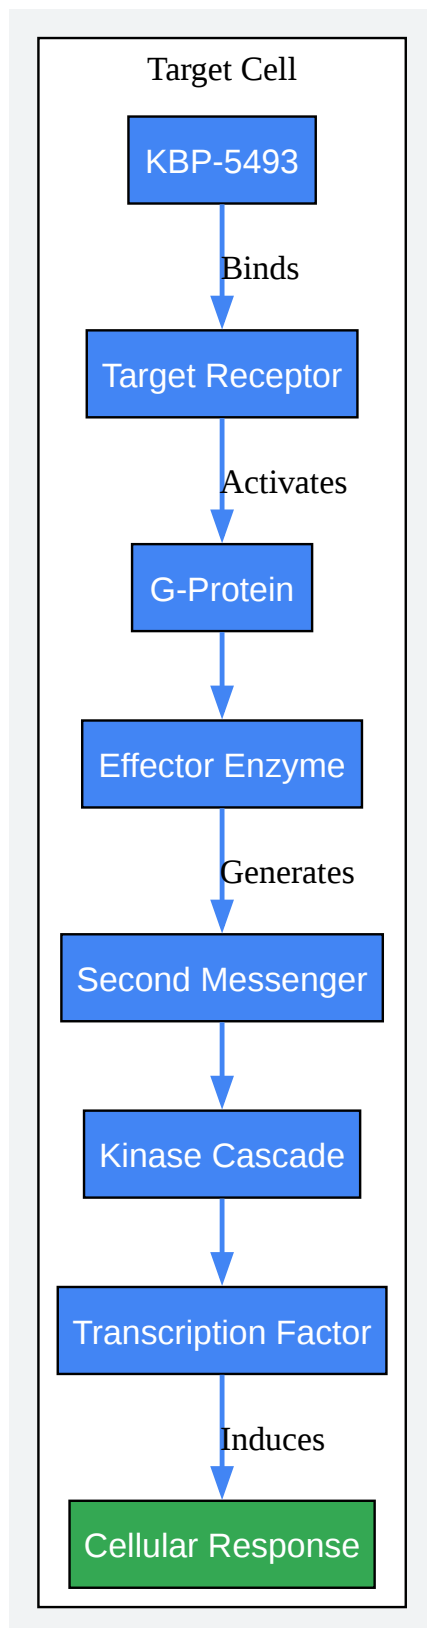 Target Cell
KBP-5493
Binds
Target Receptor
Activates
G-Protein
Effector Enzyme
Generates
Second Messenger
Kinase Cascade
Transcription Factor
Induces
Cellular Response